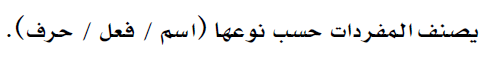 يصنف المفردات حسب نوعها (اسم / فعل / حرف).